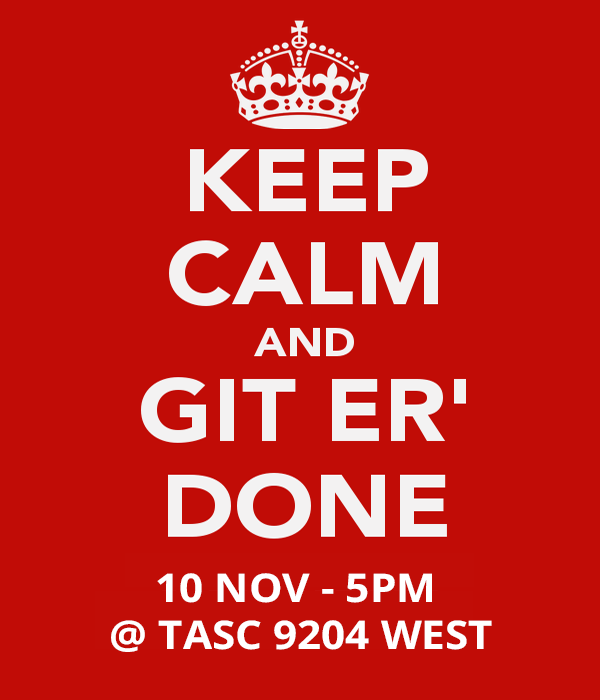 KEEP
CALM
AND
GIT ER'
DONE
10 NOV - 5PM
@ TASC 9204 WEST